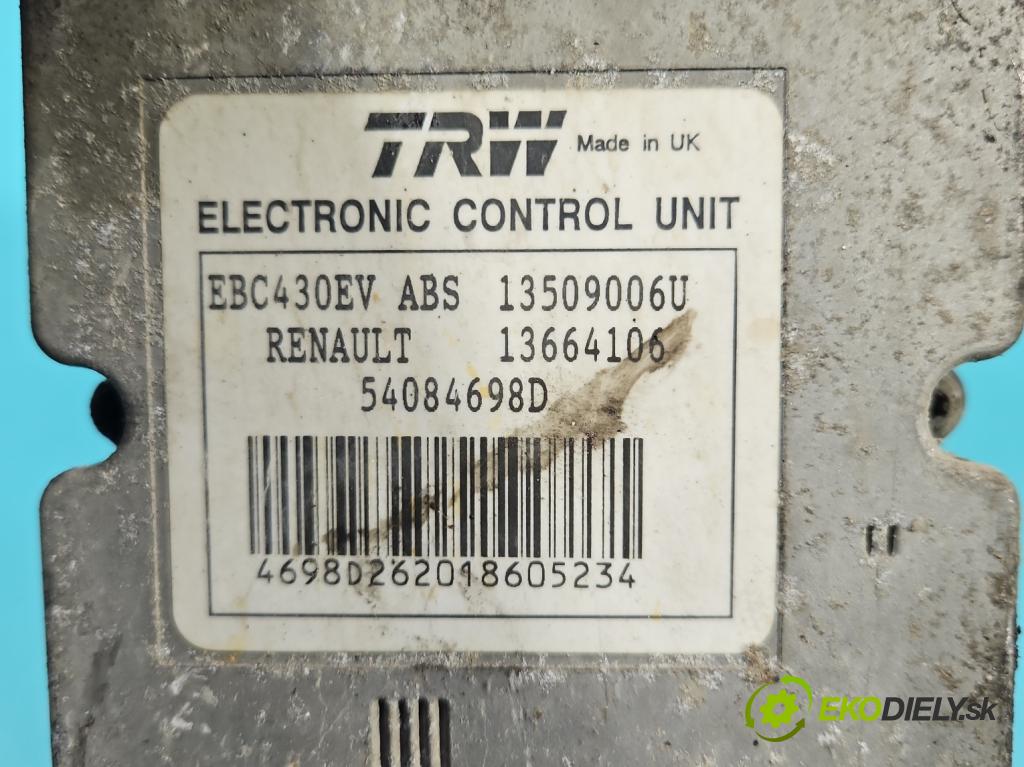 TRW Made in UK
ELECTRONIC CONTROL UNIT
EBC430EV ABS 13509006U
RENAULT 13664106
54084698D
4698D262018605234
EKODIELY.sk